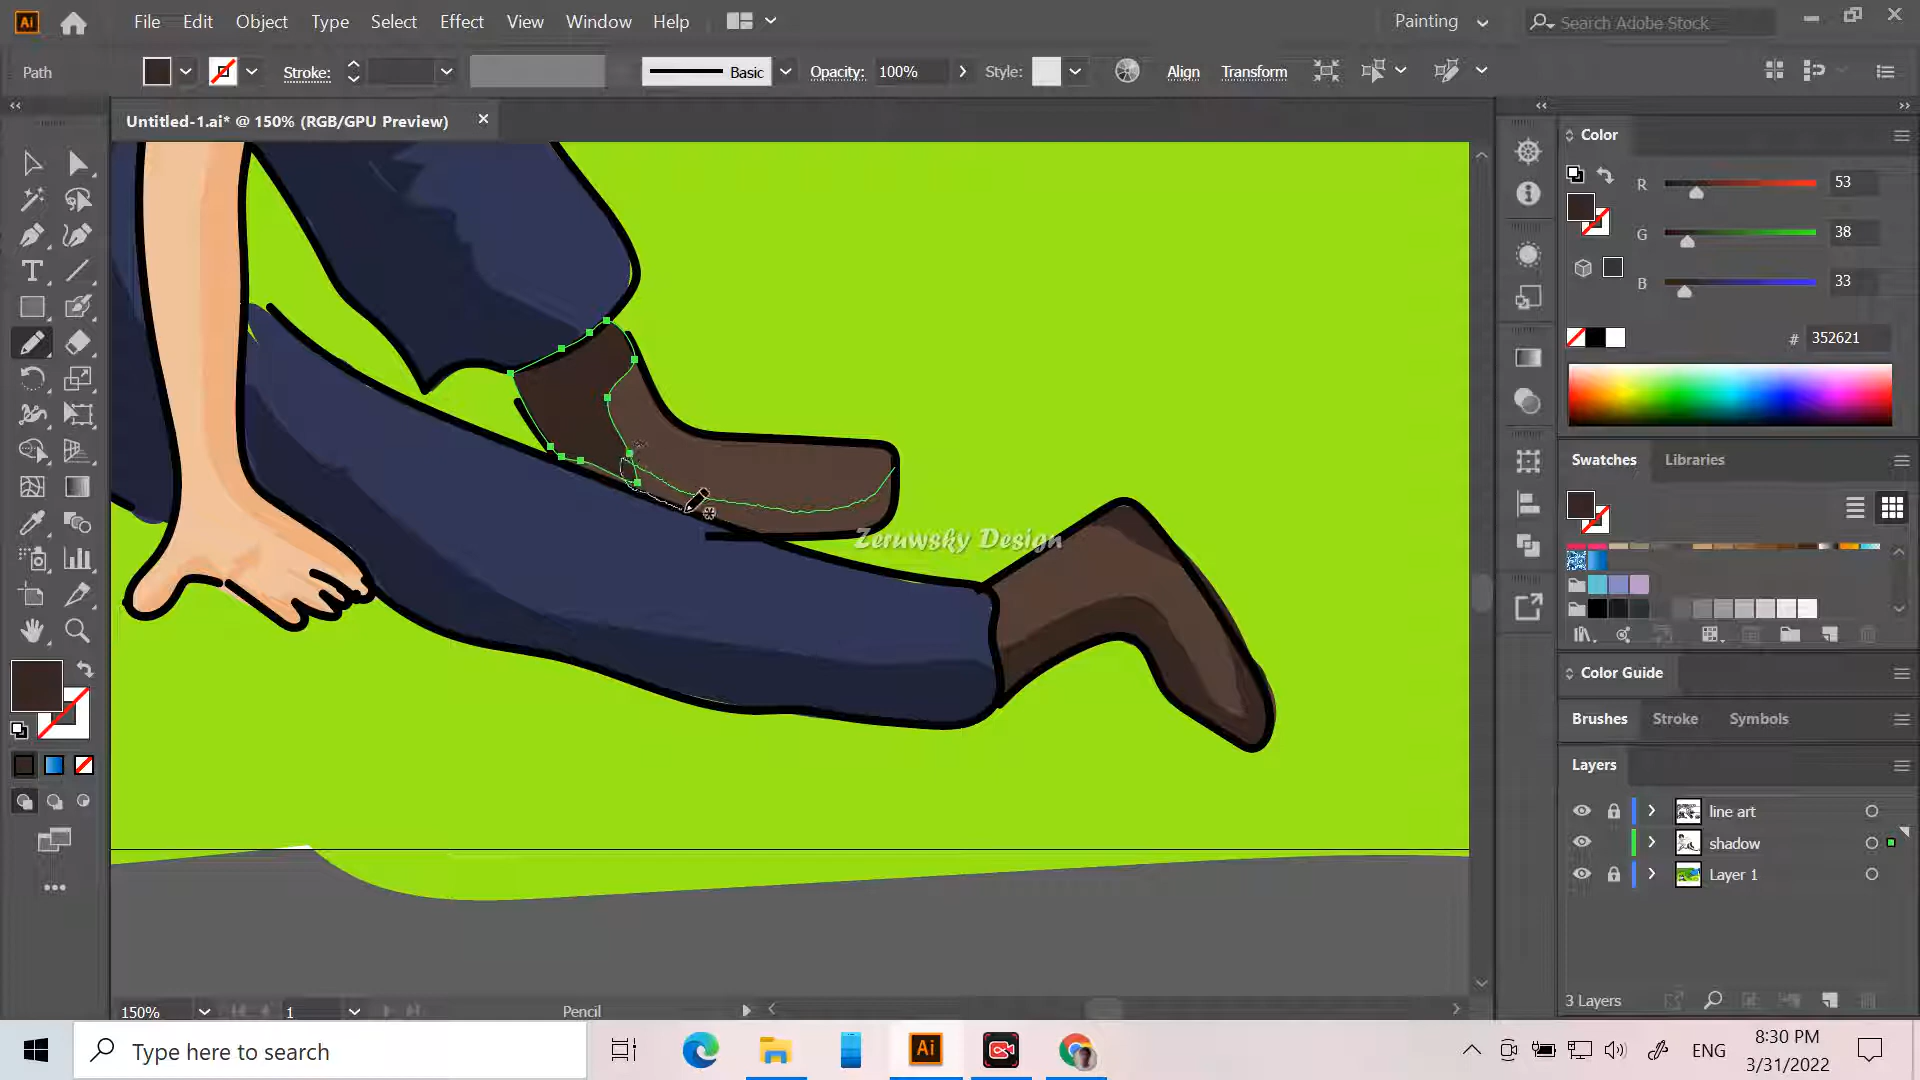 Ai File Edit Object Type Select Effect View Window Help Painting Search Adobe Stock
Path Stroke: Basic Opacity: 100% Style: Align Transform
Untitled-1.ai* @ 150% (RGB/GPU Preview)
Color
R 53
G 38
B 33
# 352621
Swatches Libraries
Zeruwsky Design
Color Guide
Brushes Stroke Symbols
Layers
line art
shadow
Layer 1
3 Layers
150% 1 Pencil
Type here to search
Ai
ENG
8:30 PM
3/31/2022